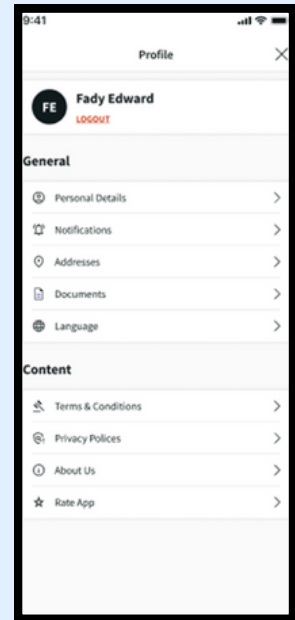 9:41
Profile
FE
Fady Edward
LOGOUT
General
Personal Details
Notifications
Addresses
Documents
Language
Content
Terms & Conditions
Privacy Polices
About Us
Rate App